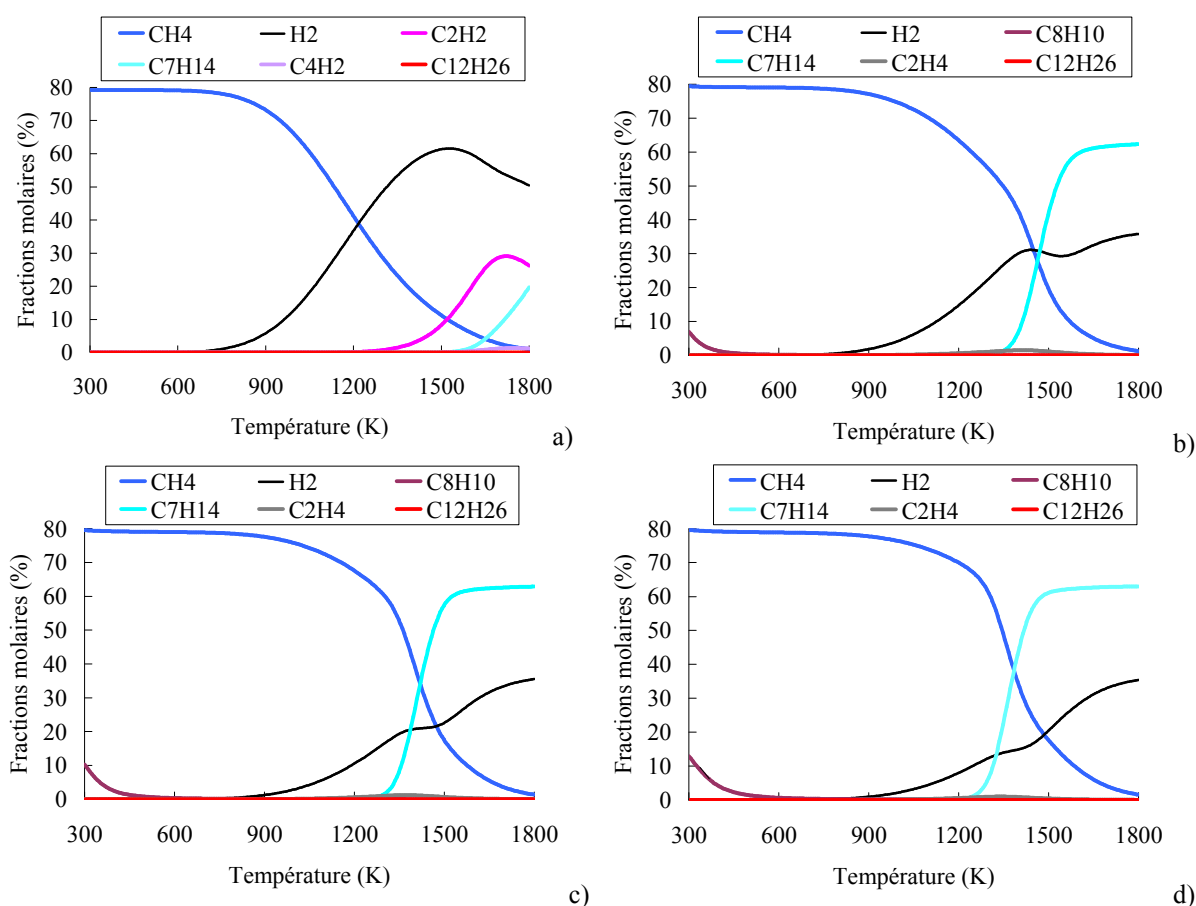 CH4 H2 C2H2
C7H14 C4H2 C12H26
80
70
60
50
40
30
20
10
0
300 600 900 1200 1500 1800
Fractions molaires (%)
Température (K)
a)
CH4 H2 C8H10
C7H14 C2H4 C12H26
80
70
60
50
40
30
20
10
0
300 600 900 1200 1500 1800
Fractions molaires (%)
Température (K)
b)
CH4 H2 C8H10
C7H14 C2H4 C12H26
80
70
60
50
40
30
20
10
0
300 600 900 1200 1500 1800
Fractions molaires (%)
Température (K)
c)
CH4 H2 C8H10
C7H14 C2H4 C12H26
80
70
60
50
40
30
20
10
0
300 600 900 1200 1500 1800
Fractions molaires (%)
Température (K)
d)